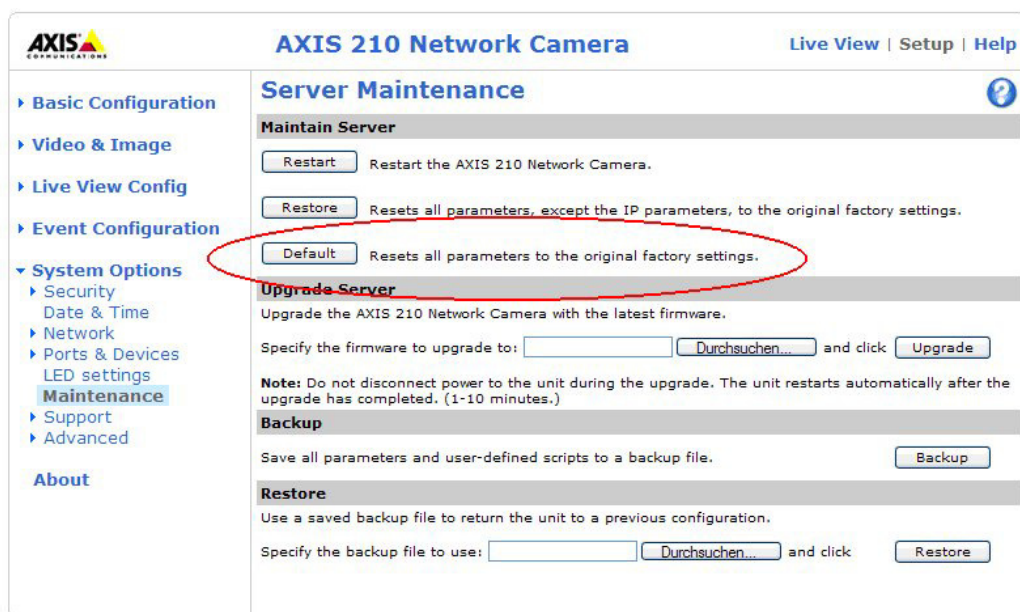 AXIS
COMMUNICATIONS
AXIS 210 Network Camera
Live View | Setup | Help
Basic Configuration
Video & Image
Live View Config
Event Configuration
System Options
Security
Date & Time
Network
Ports & Devices
LED settings
Maintenance
Support
Advanced
About
Server Maintenance
?
Maintain Server
Restart Restart the AXIS 210 Network Camera.
Restore Resets all parameters, except the IP parameters, to the original factory settings.
Default Resets all parameters to the original factory settings.
Upgrade Server
Upgrade the AXIS 210 Network Camera with the latest firmware.
Specify the firmware to upgrade to: Durchsuchen... and click Upgrade
Note: Do not disconnect power to the unit during the upgrade. The unit restarts automatically after the
upgrade has completed. (1-10 minutes.)
Backup
Save all parameters and user-defined scripts to a backup file. Backup
Restore
Use a saved backup file to return the unit to a previous configuration.
Specify the backup file to use: Durchsuchen... and click Restore